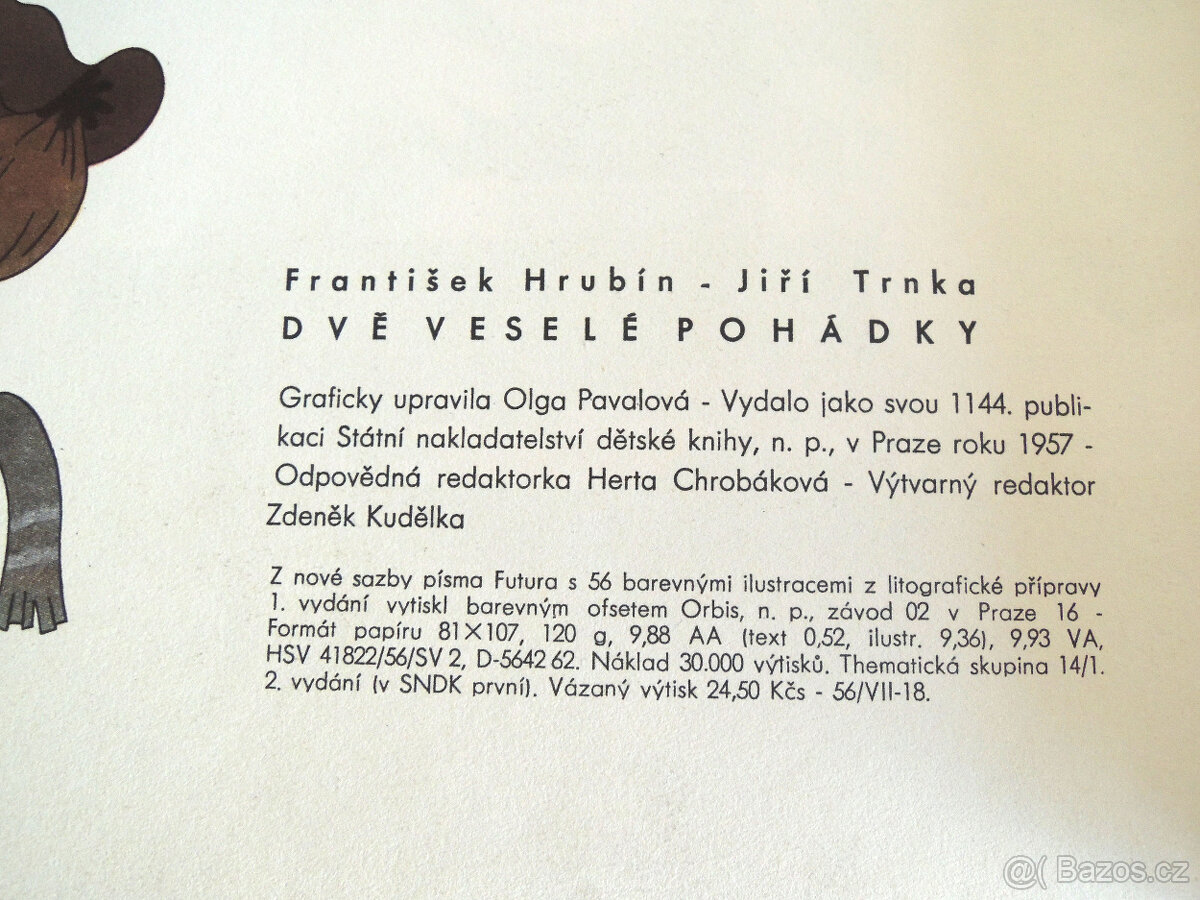 František Hrubín - Jiří Trnka
DVĚ VESELÉ POHÁDKY
Graficky upravila Olga Pavalová - Vydalo jako svou 1144. publi-
kaci Státní nakladatelství dětské knihy, n. p., v Praze roku 1957 -
Odpovědná redaktorka Herta Chrobáková - Výtvarný redaktor
Zdeněk Kudělka
Z nové sazby písma Futura s 56 barevnými ilustracemi z litografické přípravy
1. vydání vytiskl barevným ofsetem Orbis, n. p., závod 02 v Praze 16 -
Formát papíru 81×107, 120 g, 9,88 AA (text 0,52, ilustr. 9,36), 9,93 VA,
HSV 41822/56/SV 2, D-564262. Náklad 30.000 výtisků. Thematická skupina 14/1.
2. vydání (v SNDK první). Vázaný výtisk 24,50 Kčs - 56/VII-18.
@( Bazos.cz